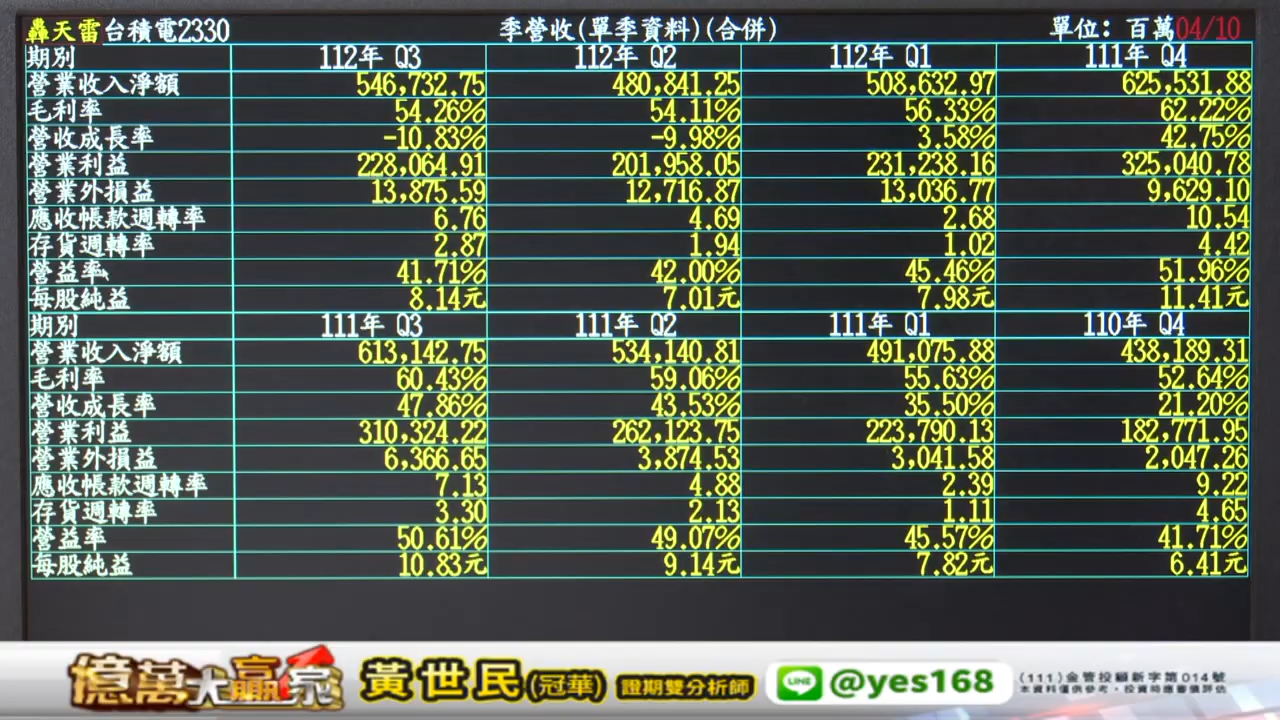 轟天雷台積電2330 季營收(單季資料)(合併) 單位：百萬04/10
期別 112年 Q3 112年 Q2 112年 Q1 111年 Q4
營業收入淨額 546,732.75 480,841.25 508,632.97 625,531.88
毛利率 54.26% 54.11% 56.33% 62.22%
營收成長率 -10.83% -9.98% 3.58% 42.75%
營業利益 228,064.91 201,958.05 231,238.16 325,040.78
營業外損益 13,875.59 12,716.87 13,036.77 9,629.10
應收帳款週轉率 6.76 4.69 2.68 10.54
存貨週轉率 2.87 1.94 1.02 4.42
營益率 41.71% 42.00% 45.46% 51.96%
每股純益 8.14元 7.01元 7.98元 11.41元
期別 111年 Q3 111年 Q2 111年 Q1 110年 Q4
營業收入淨額 613,142.75 534,140.81 491,075.88 438,189.31
毛利率 60.43% 59.06% 55.63% 52.64%
營收成長率 47.86% 43.53% 35.50% 21.20%
營業利益 310,324.22 262,123.75 223,790.13 182,771.95
營業外損益 6,366.65 3,874.53 3,041.58 2,047.26
應收帳款週轉率 7.13 4.88 2.39 9.22
存貨週轉率 3.30 2.13 1.11 4.65
營益率 50.61% 49.07% 45.57% 41.71%
每股純益 10.83元 9.14元 7.82元 6.41元
億萬大贏家 黃世民(冠華) 證期雙分析師 LINE @yes168
(111)金管投顧新字第014號
本資料僅供參考，投資時應審慎評估